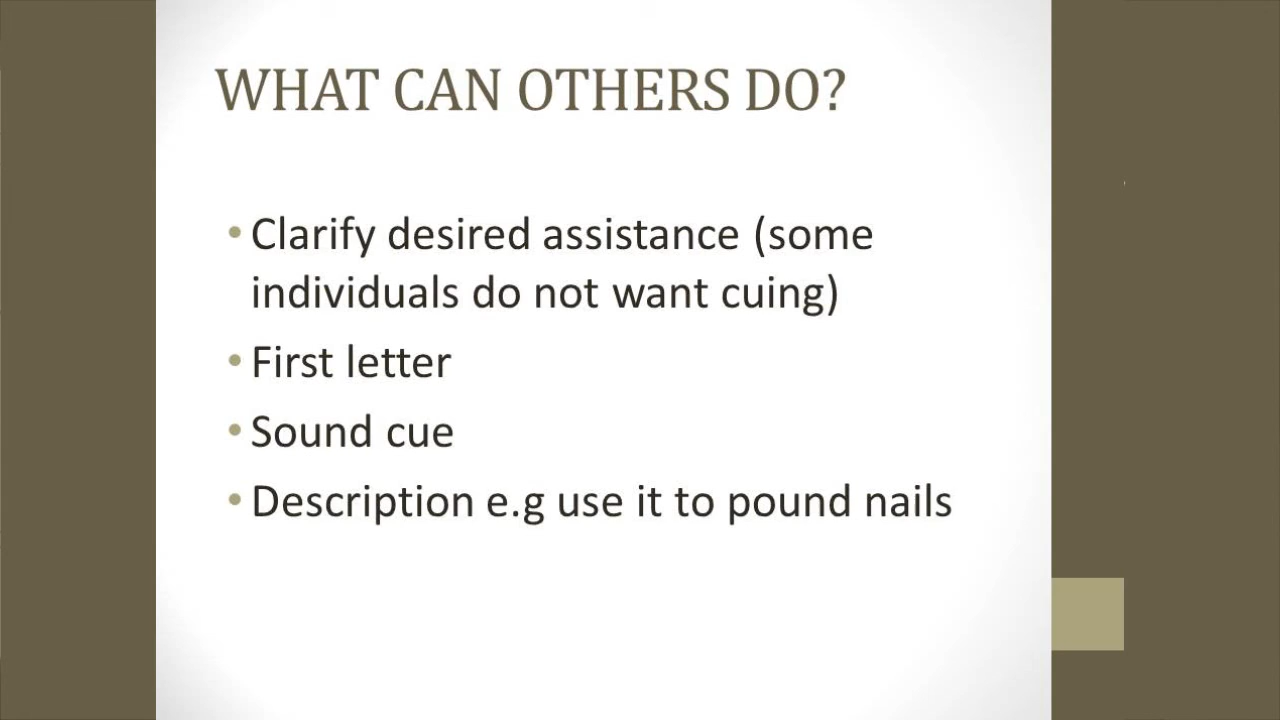 WHAT CAN OTHERS DO?
• Clarify desired assistance (some
individuals do not want cuing)
• First letter
• Sound cue
• Description e.g use it to pound nails